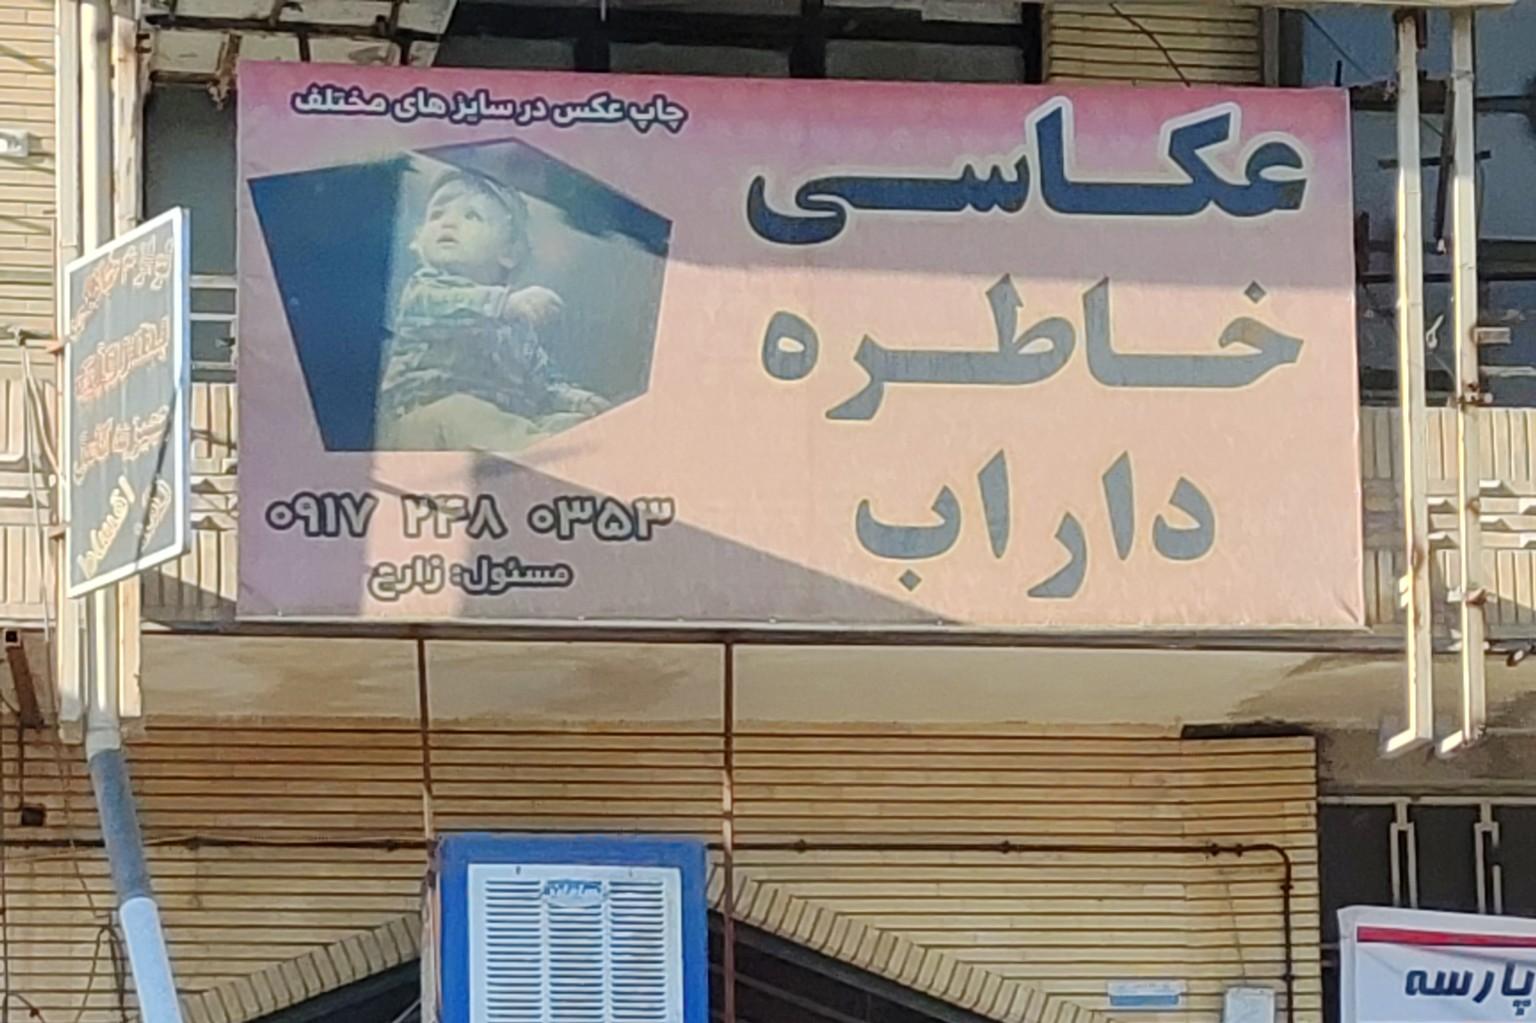 چاپ عکس در سایز های مختلف
عکاسی
خاطره
داراب
۰۹۱۷ ۲۴۸ ۰۳۵۳
مسئول: زارع
پارسه